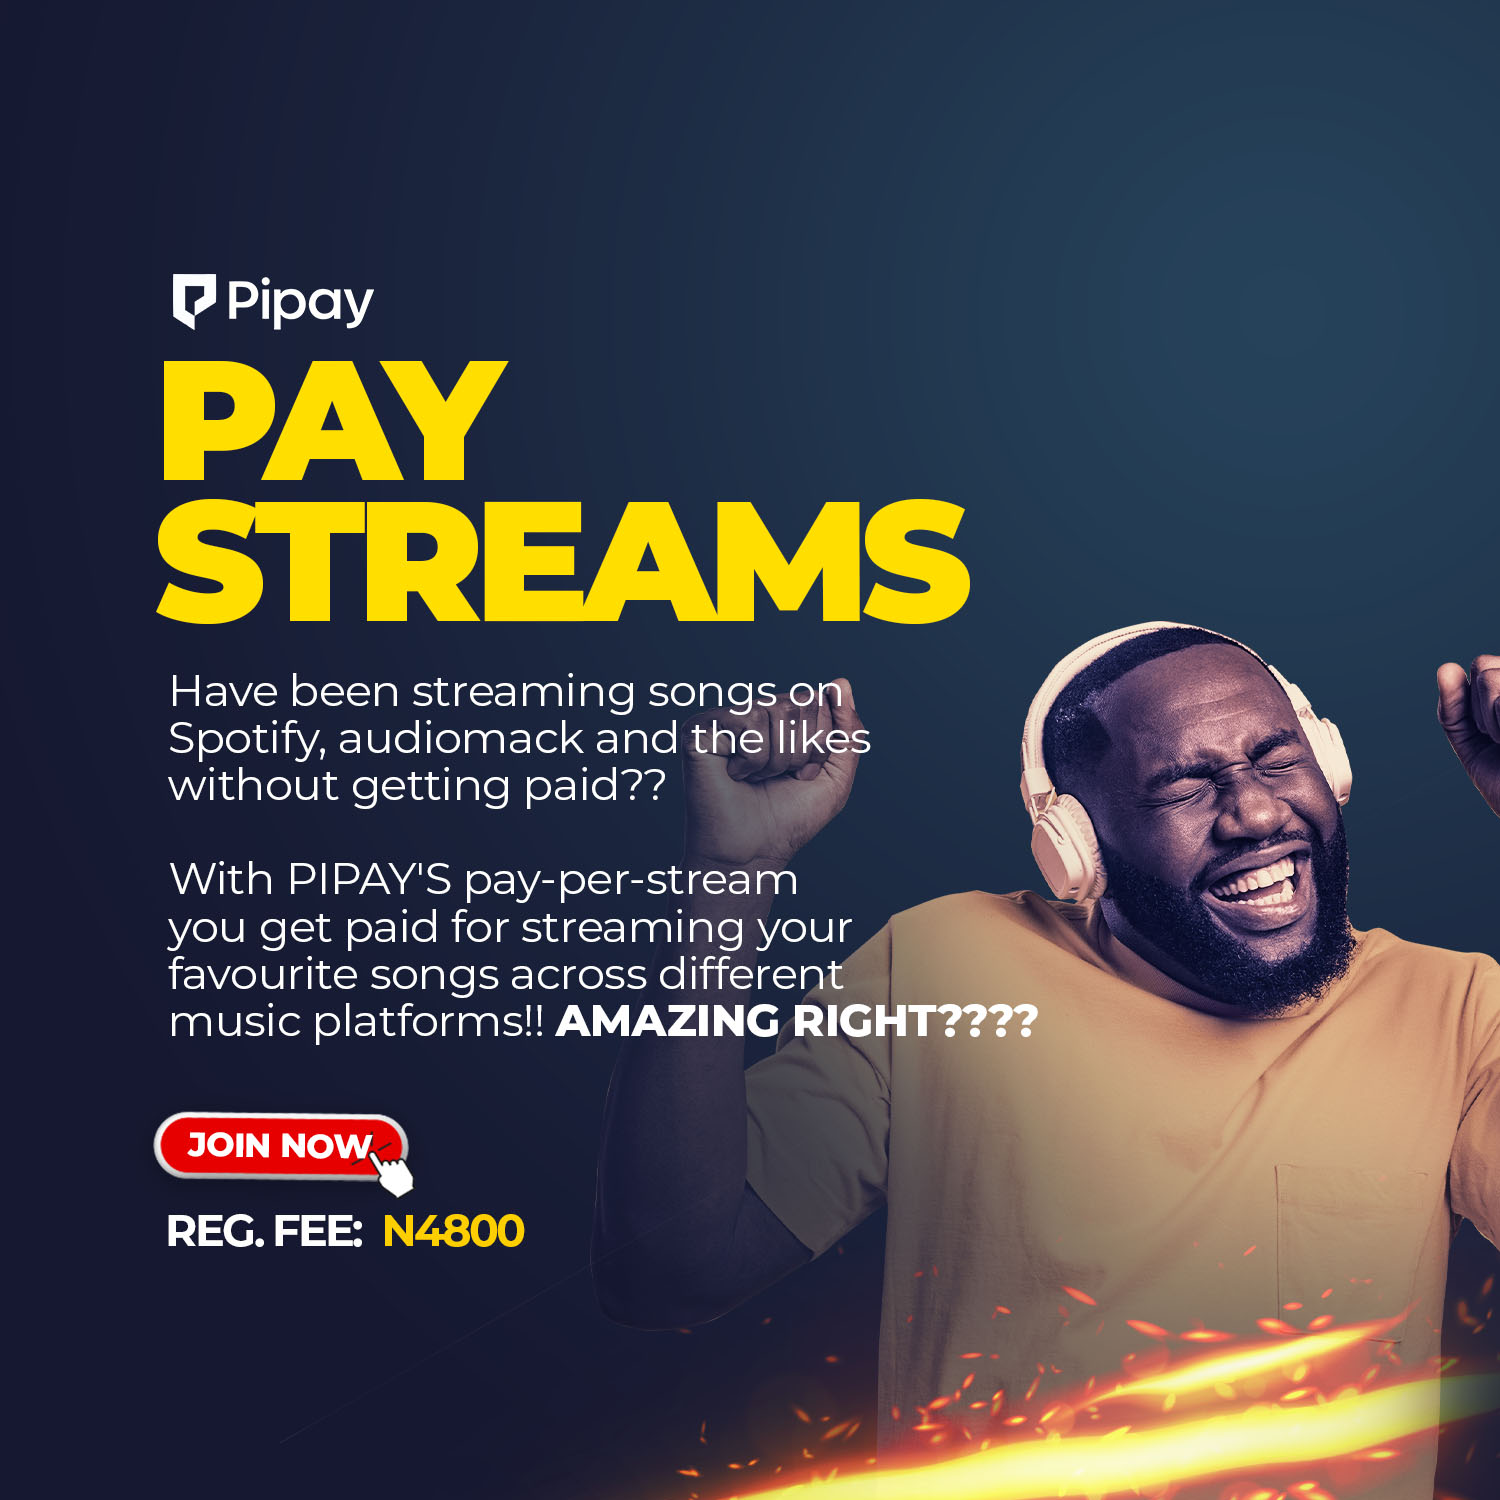 Pipay
PAY
STREAMS
Have been streaming songs on
Spotify, audiomack and the likes
without getting paid??
With PIPAY'S pay-per-stream
you get paid for streaming your
favourite songs across different
music platforms!! AMAZING RIGHT????
JOIN NOW
REG. FEE: N4800